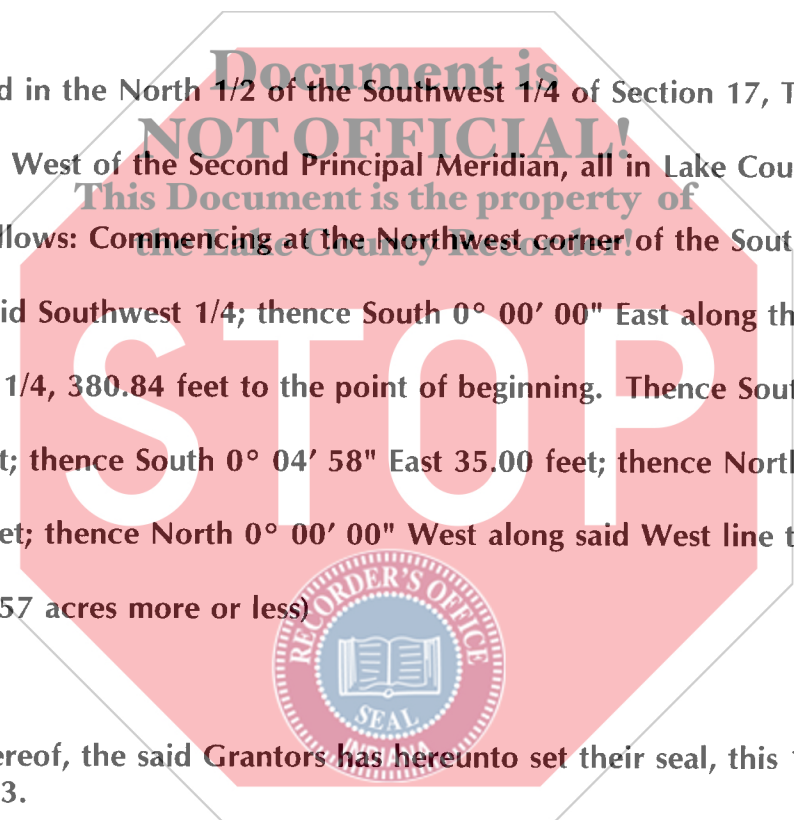 Document is
d in the North 1/2 of the Southwest 1/4 of Section 17, T
NOT OFFICIAL!
West of the Second Principal Meridian, all in Lake Cou
This Document is the property of
llows: Commencing at the Northwest corner of the Sout
the Lake County Recorder!
id Southwest 1/4; thence South 0° 00' 00" East along th
STOP
1/4, 380.84 feet to the point of beginning. Thence Sout
t; thence South 0° 04' 58" East 35.00 feet; thence North
et; thence North 0° 00' 00" West along said West line t
57 acres more or less)
RECORDER'S OFFICE
SEAL
INDIANA
ereof, the said Grantors has hereunto set their seal, this 1
3.